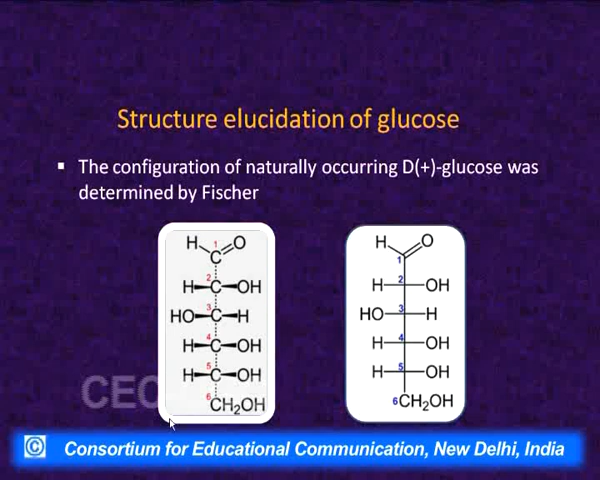 Structure elucidation of glucose
▪ The configuration of naturally occurring D(+)-glucose was
determined by Fischer
H 1 C O
H 2 C OH
HO 3 C H
H 4 C OH
H 5 C OH
6 CH2OH
H 1 O
H 2 OH
HO 3 H
H 4 OH
H 5 OH
6 CH2OH
CEC
© Consortium for Educational Communication, New Delhi, India